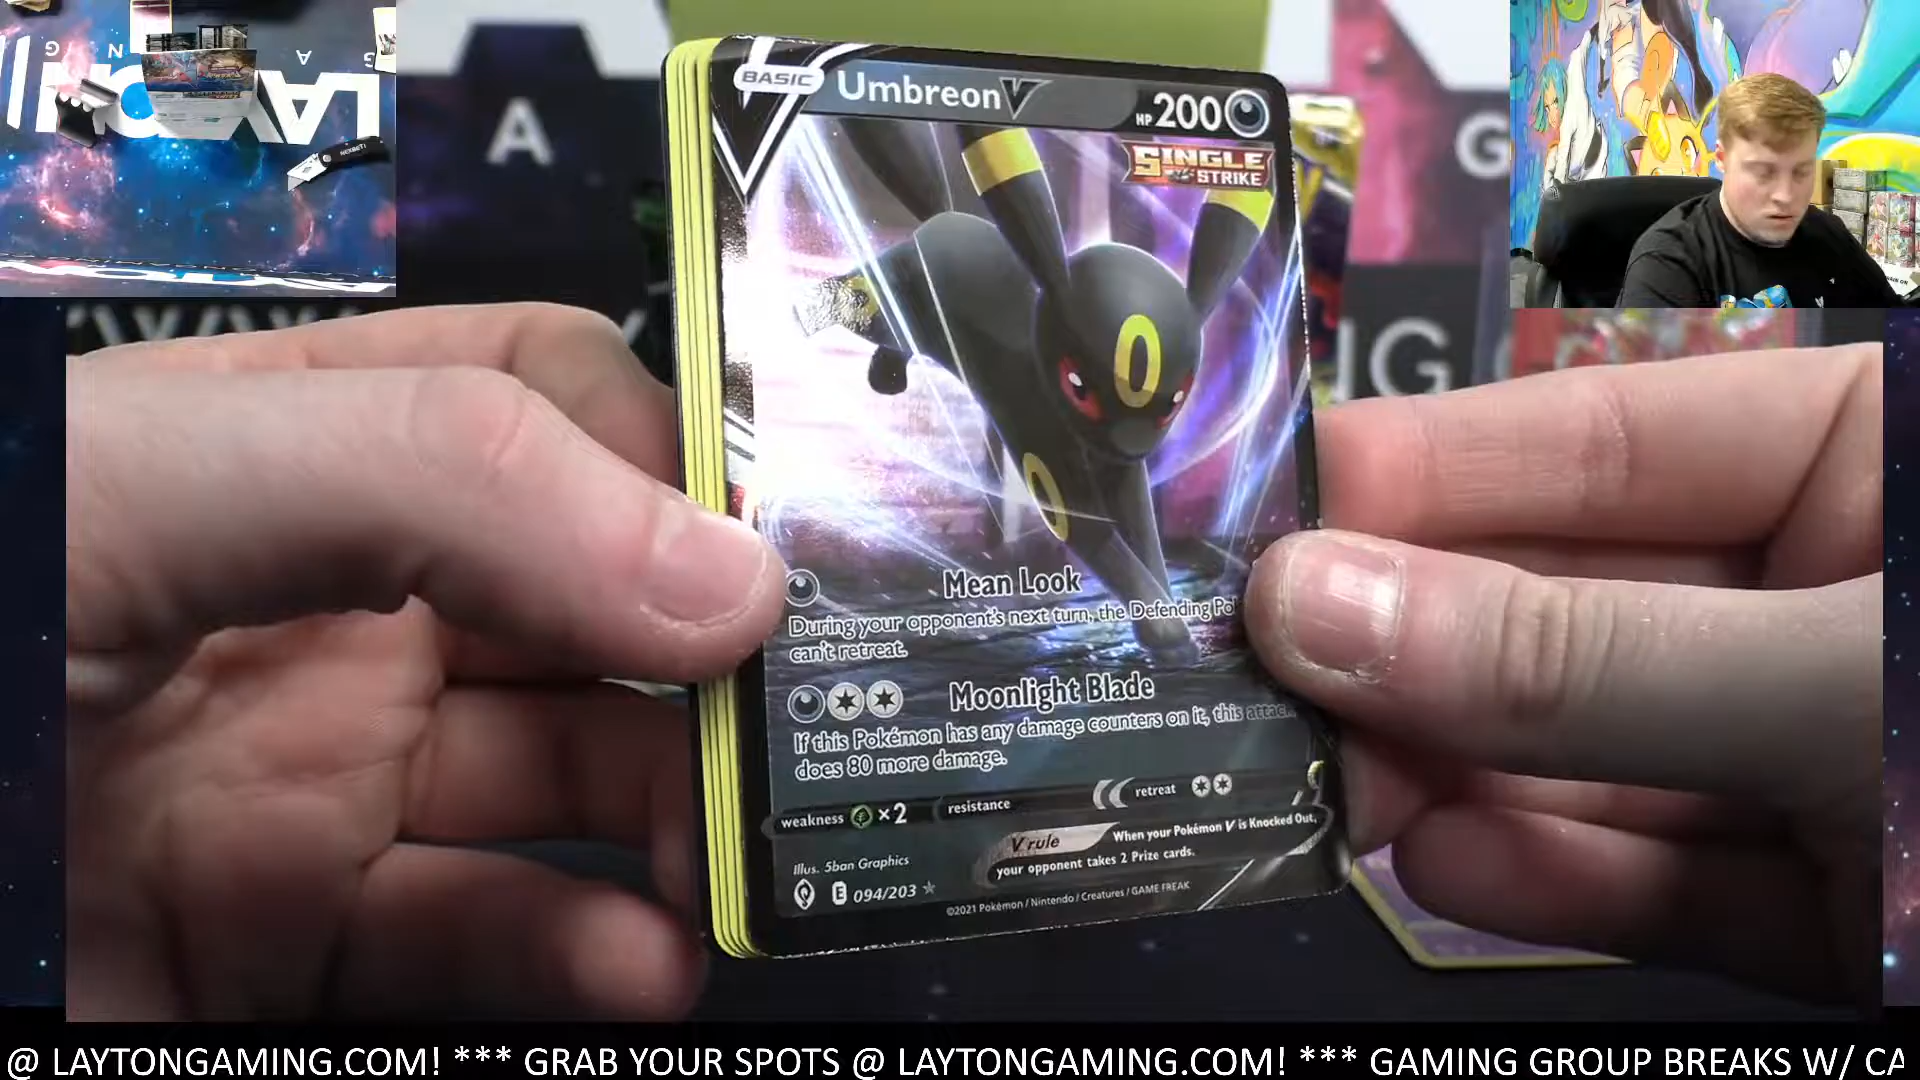 BASIC Umbreon V HP 200
SINGLE STRIKE
Mean Look
During your opponent's next turn, the Defending
can't retreat.
Moonlight Blade
If this Pokémon has any damage counters on it, this attack
does 80 more damage.
weakness ×2 resistance retreat
V rule When your Pokémon V is Knocked Out,
your opponent takes 2 Prize cards.
Illus. 5ban Graphics
E 094/203
©2021 Pokémon / Nintendo / Creatures / GAME FREAK
@ LAYTONGAMING.COM! *** GRAB YOUR SPOTS @ LAYTONGAMING.COM! *** GAMING GROUP BREAKS W/ CA